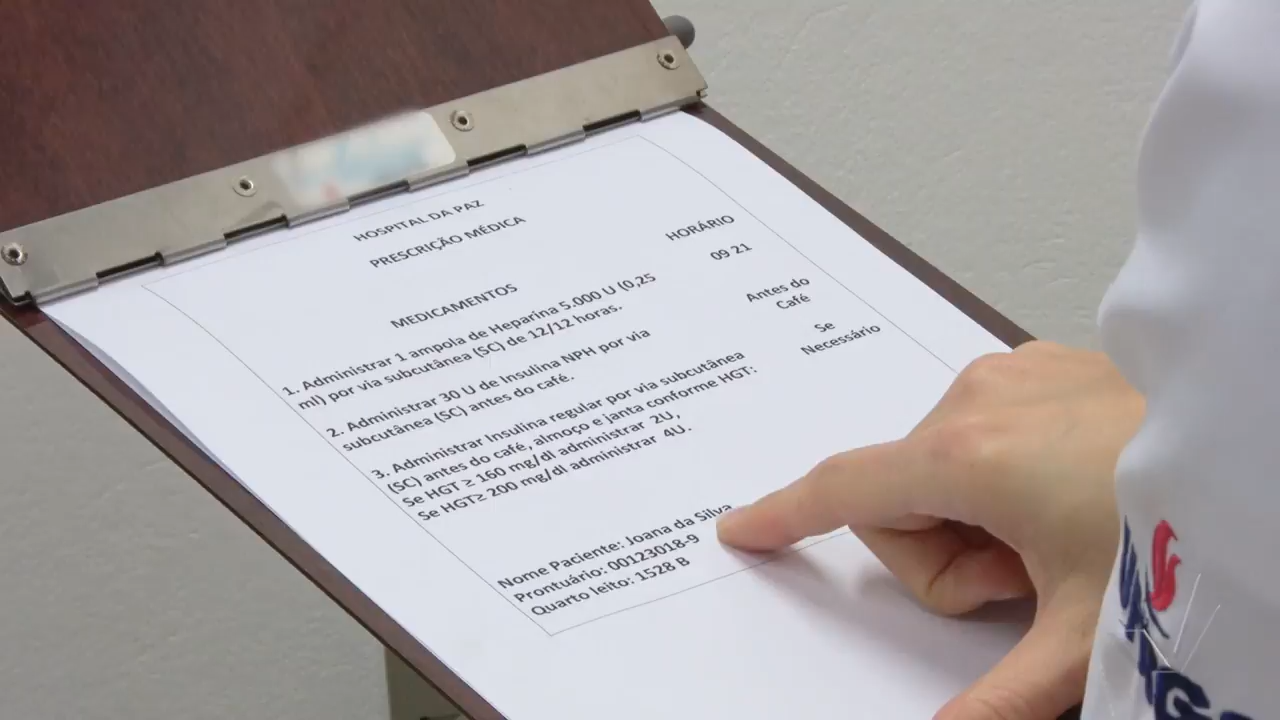 HOSPITAL DA PAZ
PRESCRIÇÃO MÉDICA
MEDICAMENTOS
HORÁRIO
1. Administrar 1 ampola de Heparina 5.000 U (0,25
ml) por via subcutânea (SC) de 12/12 horas.
09 21
2. Administrar 30 U de Insulina NPH por via
subcutânea (SC) antes do café.
Antes do
Café
3. Administrar Insulina regular por via subcutânea
(SC) antes do café, almoço e janta conforme HGT:
Se HGT ≥ 160 mg/dl administrar 2U,
Se HGT≥ 200 mg/dl administrar 4U.
Se
Necessário
Nome Paciente: Joana da Silva
Prontuário: 00123018-9
Quarto leito: 1528 B